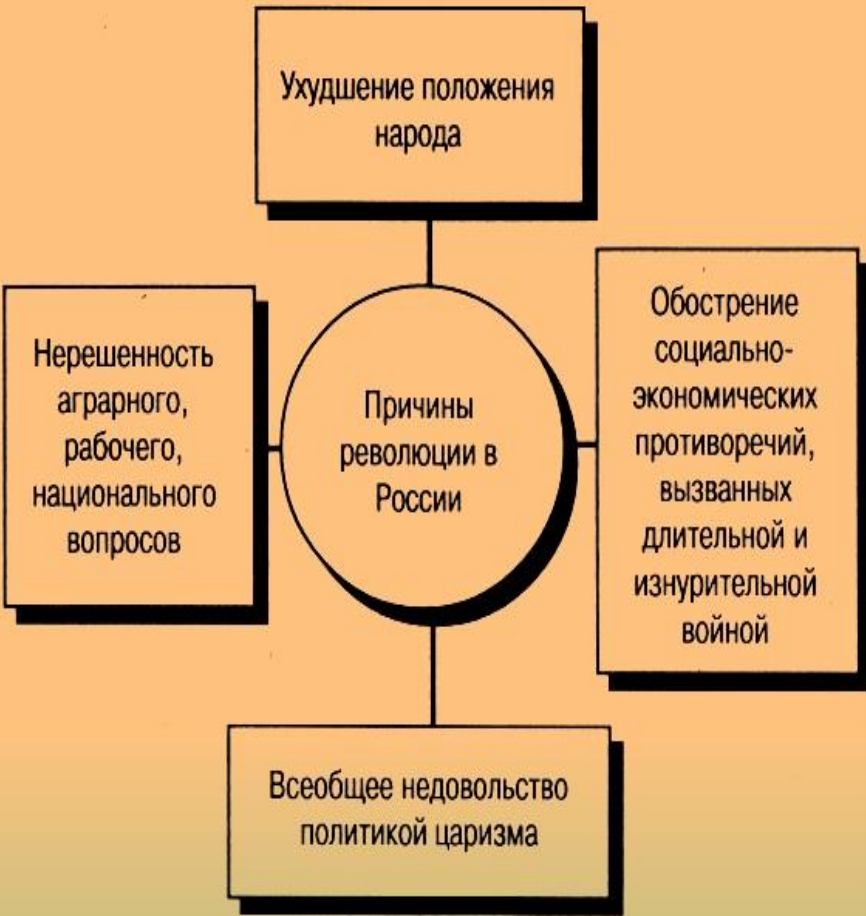 Ухудшение положения
народа
Нерешенность
аграрного,
рабочего,
национального
вопросов
Причины
революции в
России
Обострение
социально-
экономических
противоречий,
вызванных
длительной и
изнурительной
войной
Всеобщее недовольство
политикой царизма